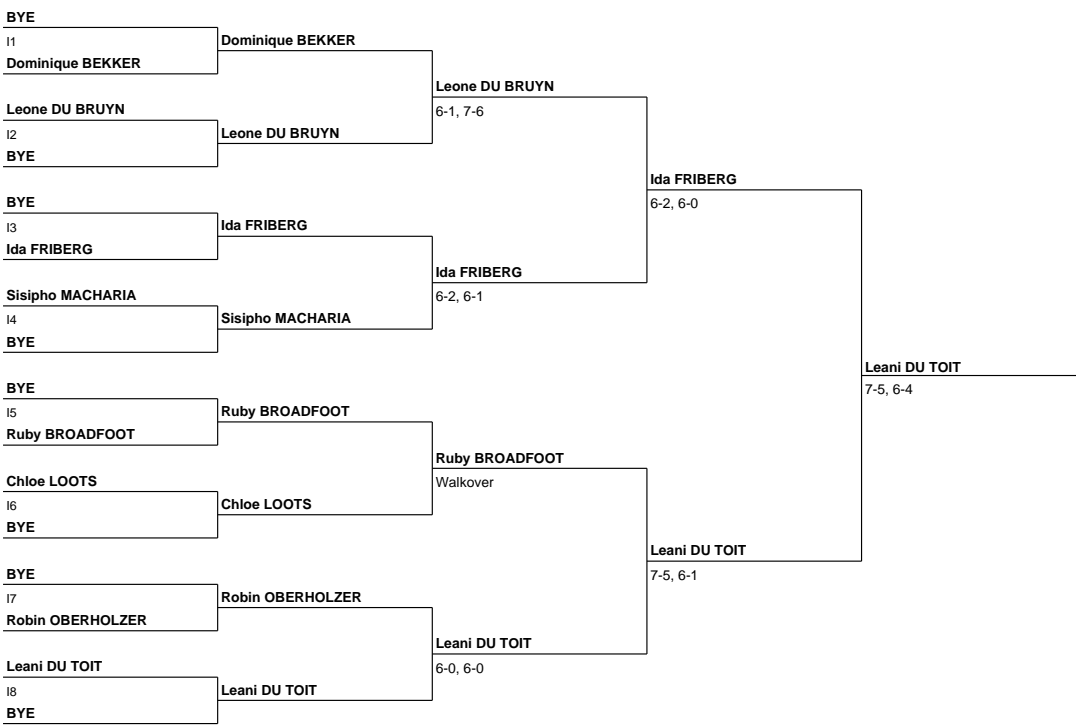 BYE
I1
Dominique BEKKER
Dominique BEKKER
Leone DU BRUYN
I2
BYE
Leone DU BRUYN
Leone DU BRUYN
6-1, 7-6
BYE
I3
Ida FRIBERG
Ida FRIBERG
Sisipho MACHARIA
I4
BYE
Sisipho MACHARIA
Ida FRIBERG
6-2, 6-1
Ida FRIBERG
6-2, 6-0
BYE
I5
Ruby BROADFOOT
Ruby BROADFOOT
Chloe LOOTS
I6
BYE
Chloe LOOTS
Ruby BROADFOOT
Walkover
BYE
I7
Robin OBERHOLZER
Robin OBERHOLZER
Leani DU TOIT
I8
BYE
Leani DU TOIT
Leani DU TOIT
6-0, 6-0
Leani DU TOIT
7-5, 6-1
Leani DU TOIT
7-5, 6-4